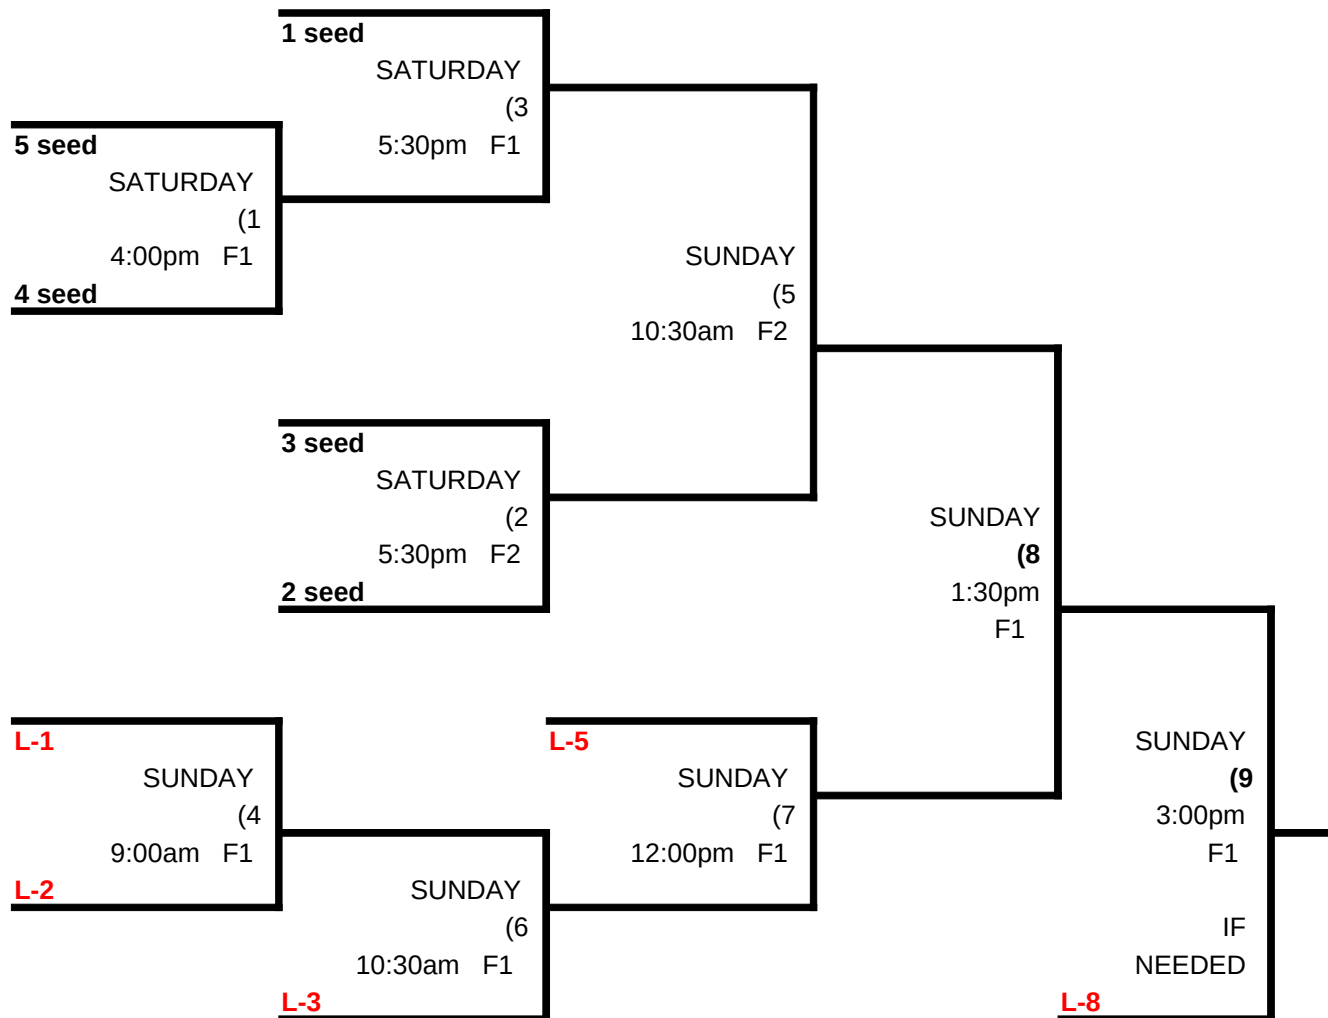 1 seed
SATURDAY
(3
5:30pm F1
5 seed
SATURDAY
(1
4:00pm F1
4 seed
SUNDAY
(5
10:30am F2
3 seed
SATURDAY
(2
5:30pm F2
2 seed
SUNDAY
(8
1:30pm
F1
L-1
SUNDAY
(4
9:00am F1
L-2
L-5
SUNDAY
(7
12:00pm F1
SUNDAY
(6
10:30am F1
L-3
SUNDAY
(9
3:00pm
F1
IF
NEEDED
L-8